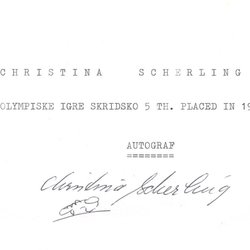 CHRISTINA SCHERLING
OLYMPISKE IGRE SKRIDSKO 5 TH. PLACED IN 19
AUTOGRAF
========
Christina Scherling